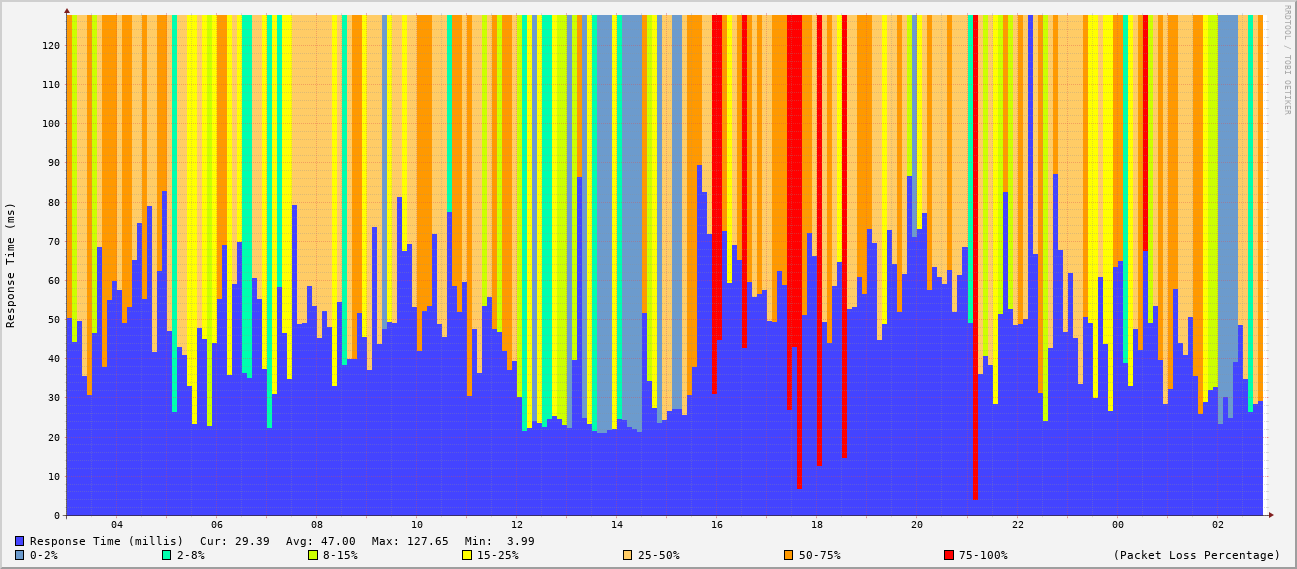 RRDTOOL / TOBI OETIKER
Response Time (ms)
120
110
100
90
80
70
60
50
40
30
20
10
0
04 06 08 10 12 14 16 18 20 22 00 02
Response Time (millis) Cur: 29.39 Avg: 47.00 Max: 127.65 Min: 3.99
0-2% 2-8% 8-15% 15-25% 25-50% 50-75% 75-100% (Packet Loss Percentage)